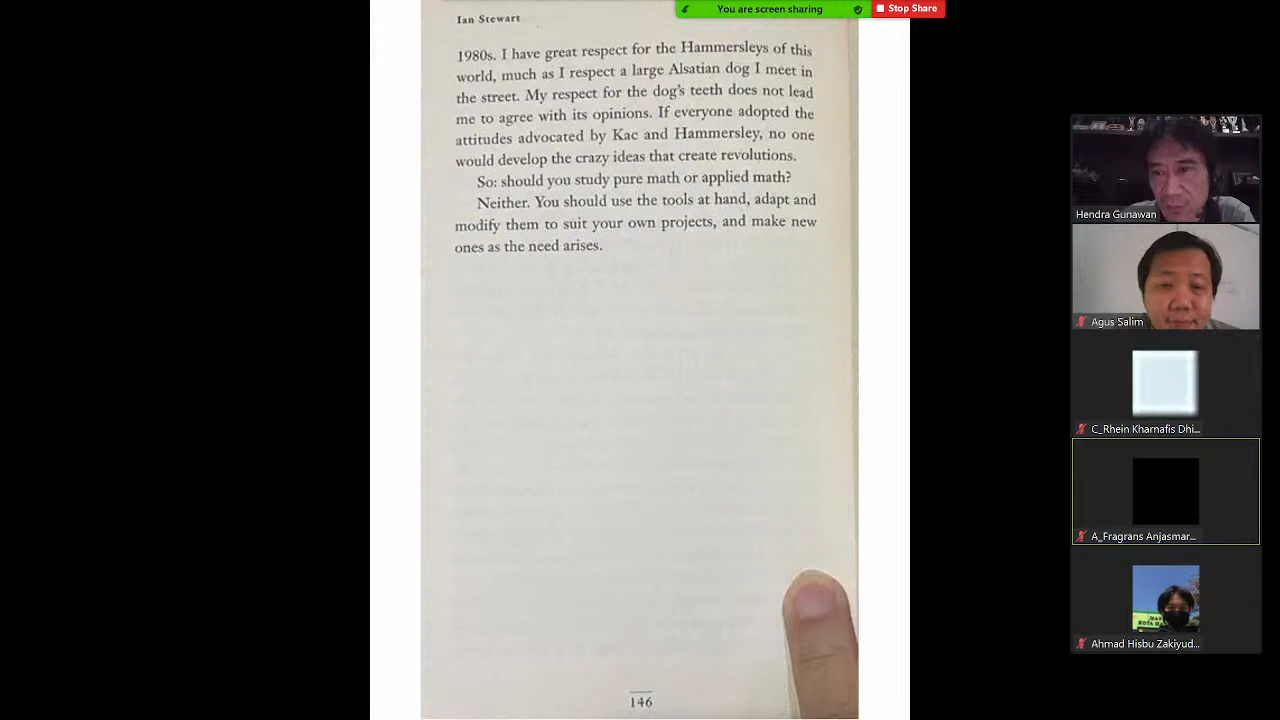 You are screen sharing
Stop Share
Ian Stewart
1980s. I have great respect for the Hammersleys of this
world, much as I respect a large Alsatian dog I meet in
the street. My respect for the dog's teeth does not lead
me to agree with its opinions. If everyone adopted the
attitudes advocated by Kac and Hammersley, no one
would develop the crazy ideas that create revolutions.
So: should you study pure math or applied math?
Neither. You should use the tools at hand, adapt and
modify them to suit your own projects, and make new
ones as the need arises.
146
Hendra Gunawan
Agus Salim
C_Rhein Kharnafis Dhi...
A_Fragrans Anjasmar...
Ahmad Hisbu Zakiyud...